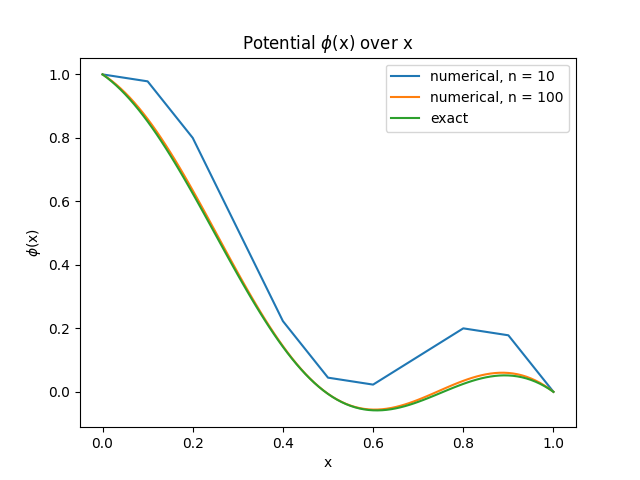 Potential ϕ(x) over x
numerical, n = 10
numerical, n = 100
exact
1.0
0.8
0.6
0.4
0.2
0.0
ϕ(x)
0.0 0.2 0.4 0.6 0.8 1.0
x